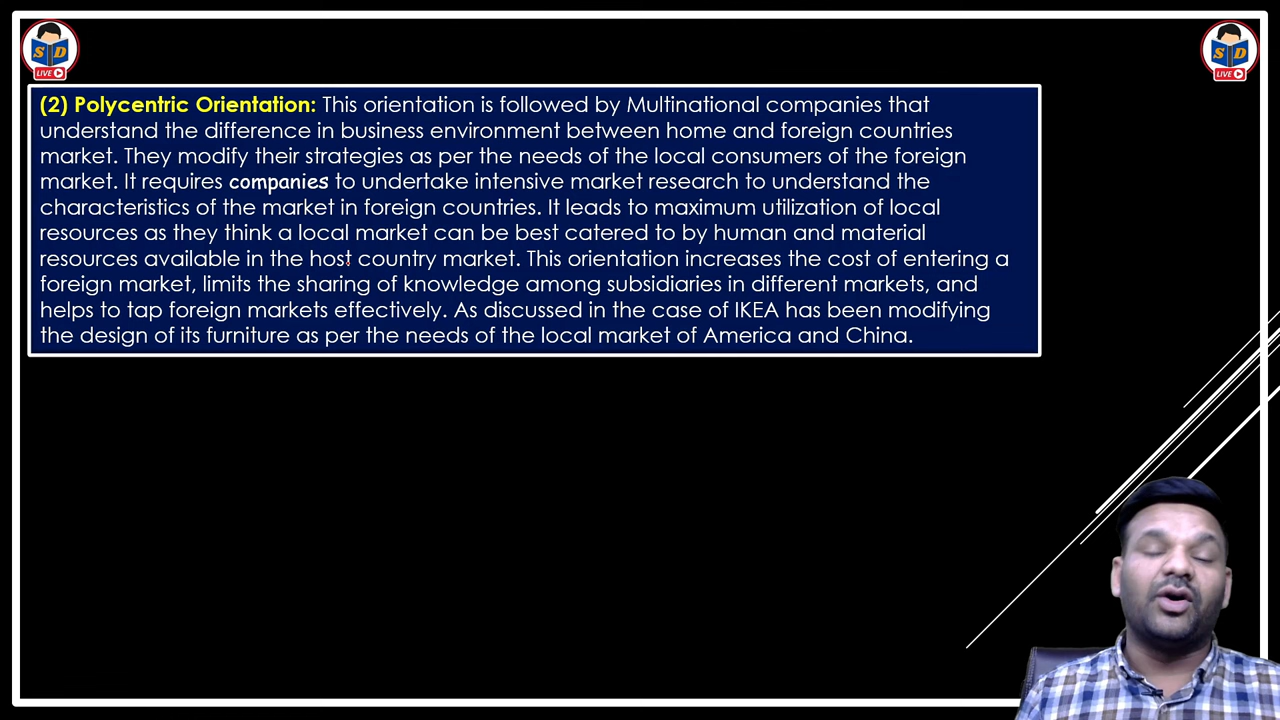 S D
LIVE
S D
LIVE
(2) Polycentric Orientation: This orientation is followed by Multinational companies that
understand the difference in business environment between home and foreign countries
market. They modify their strategies as per the needs of the local consumers of the foreign
market. It requires companies to undertake intensive market research to understand the
characteristics of the market in foreign countries. It leads to maximum utilization of local
resources as they think a local market can be best catered to by human and material
resources available in the host country market. This orientation increases the cost of entering a
foreign market, limits the sharing of knowledge among subsidiaries in different markets, and
helps to tap foreign markets effectively. As discussed in the case of IKEA has been modifying
the design of its furniture as per the needs of the local market of America and China.